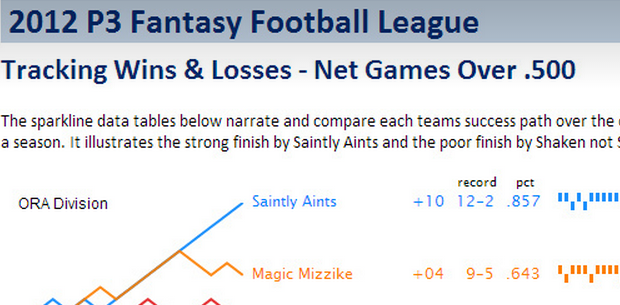 2012 P3 Fantasy Football League
Tracking Wins & Losses - Net Games Over .500
The sparkline data tables below narrate and compare each teams success path over the
a season. It illustrates the strong finish by Saintly Aints and the poor finish by Shaken not
record pct
ORA Division
Saintly Aints +10 12-2 .857
Magic Mizzike +04 9-5 .643